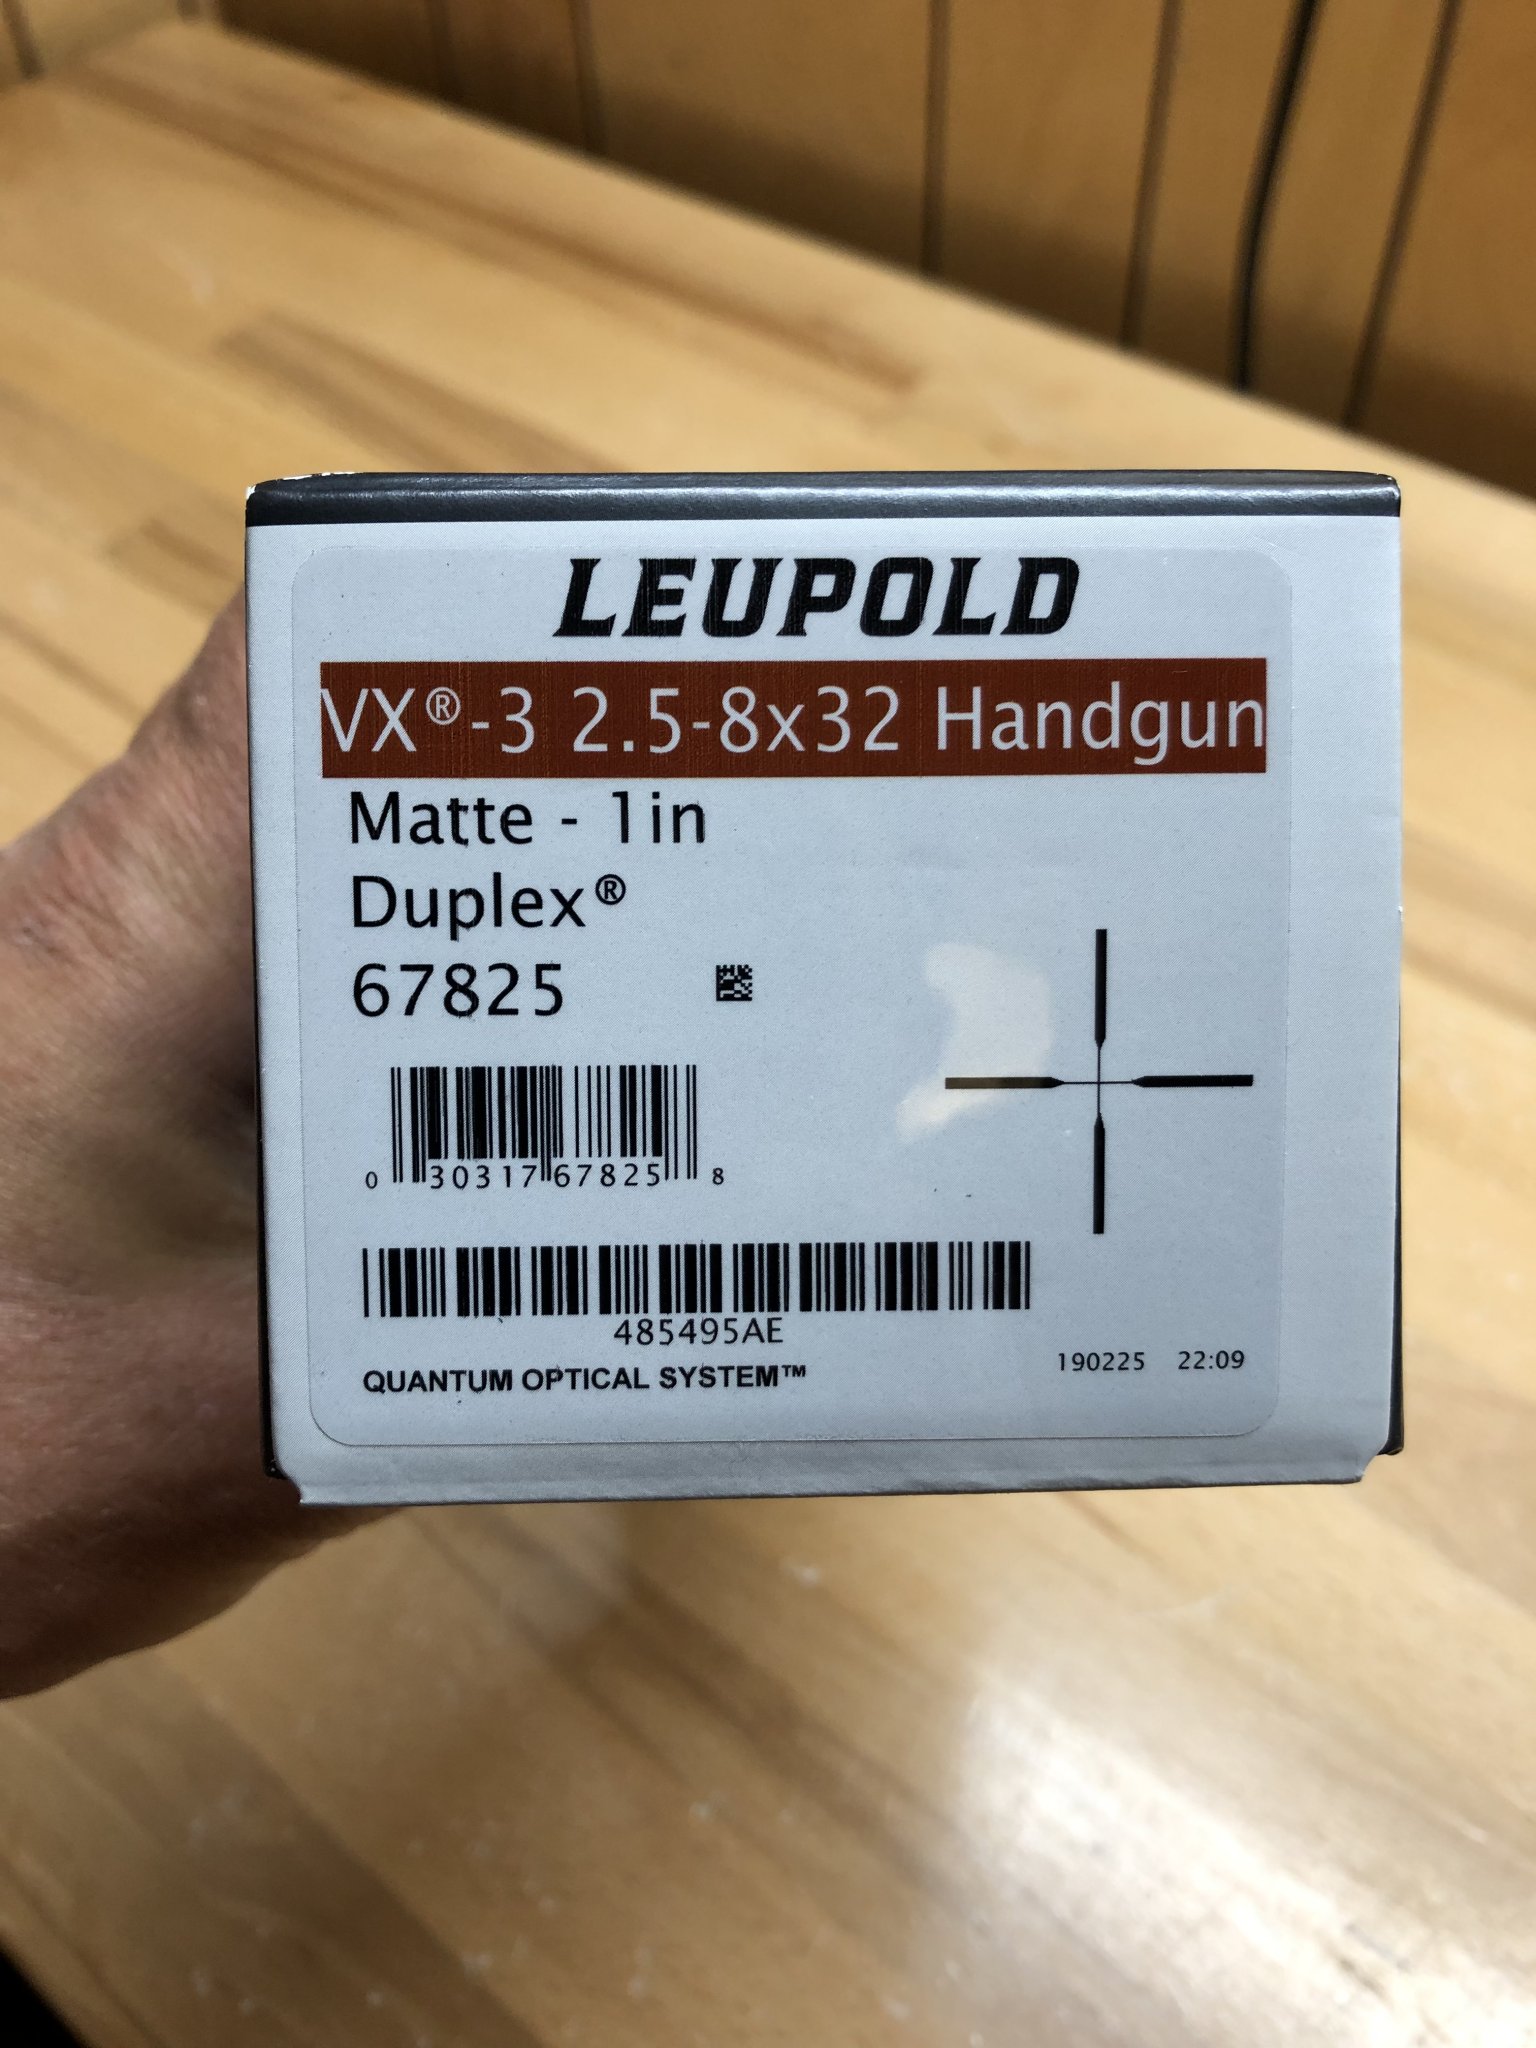 LEUPOLD
VX®-3 2.5-8x32 Handgun
Matte - 1in
Duplex®
67825
0 30317 67825 8
485495AE
QUANTUM OPTICAL SYSTEM™
190225 22:09